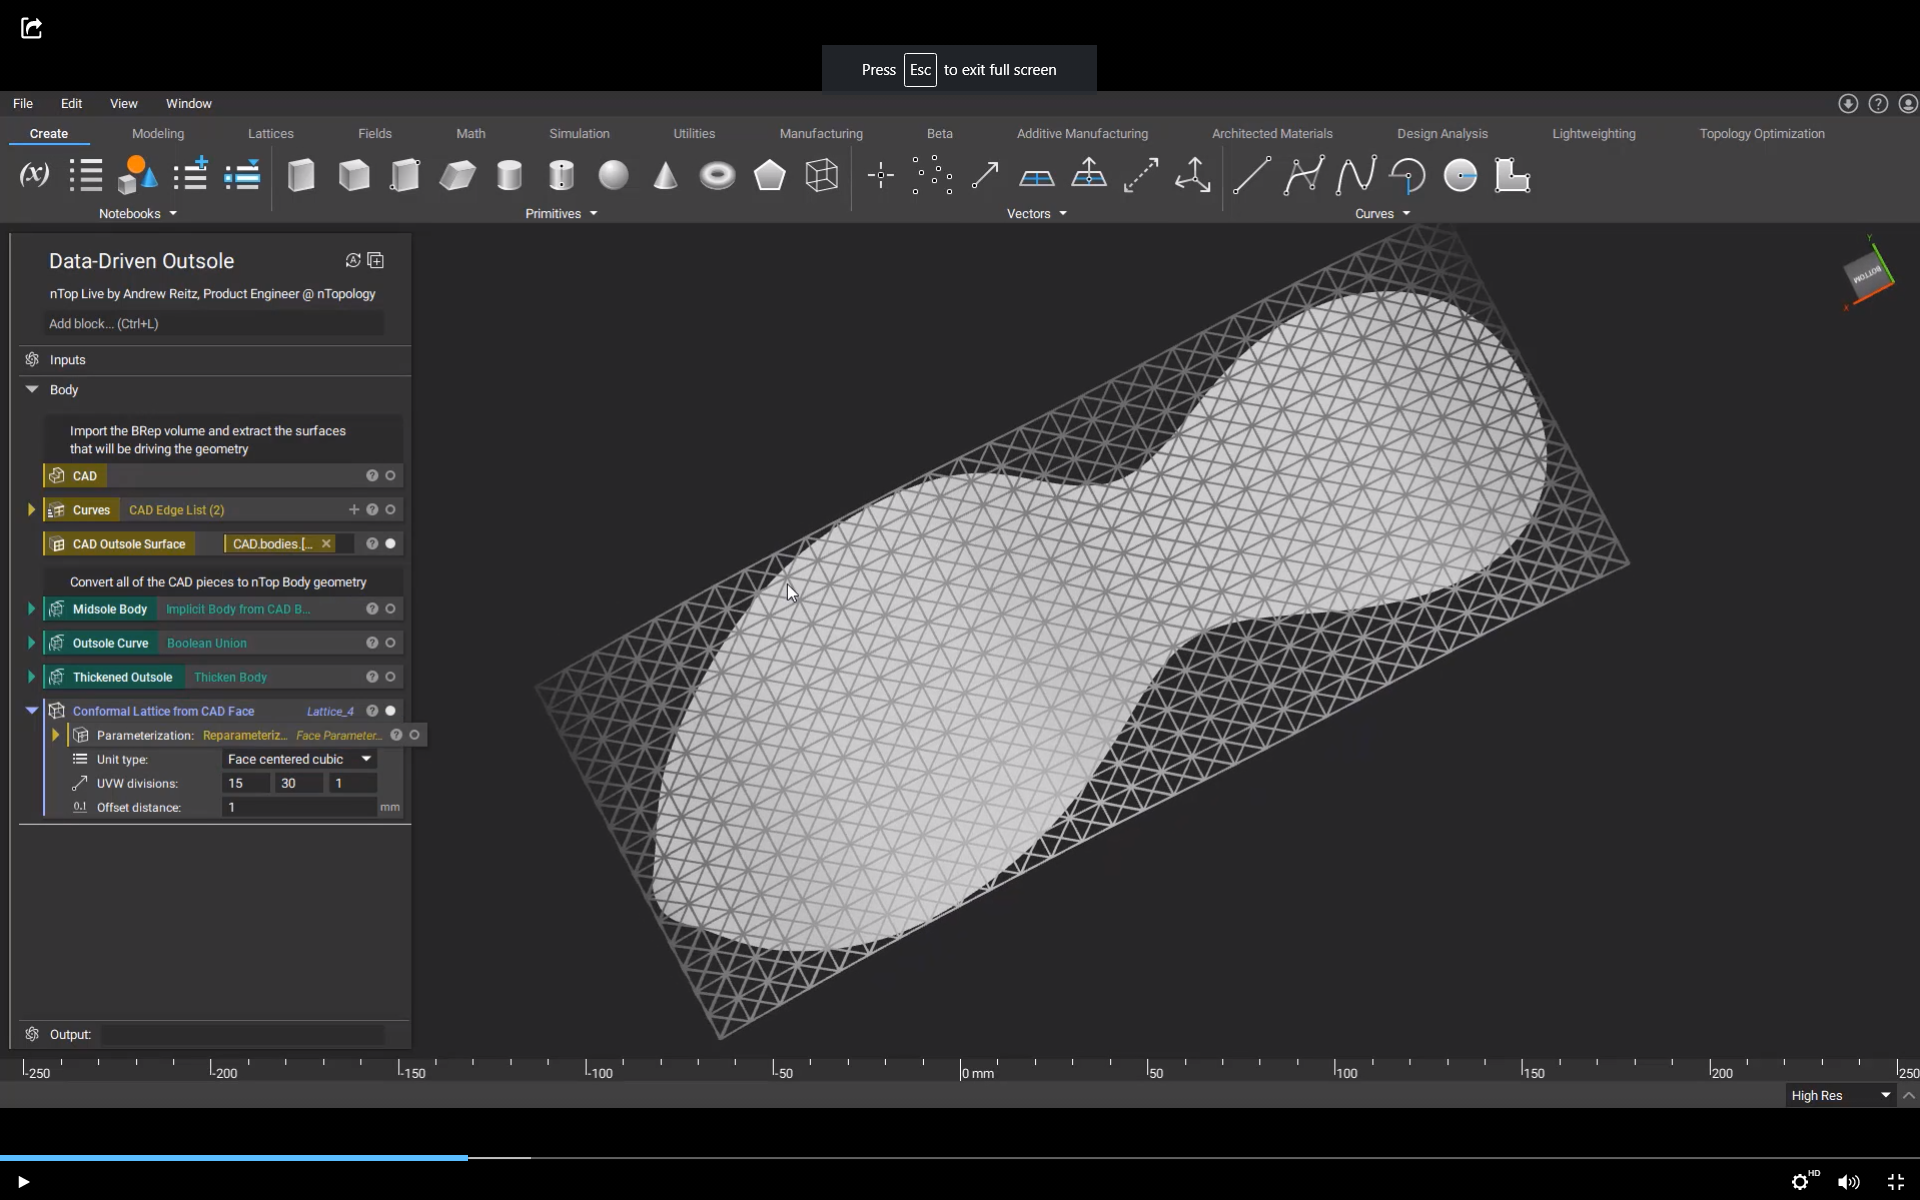 Press Esc to exit full screen
File Edit View Window
Create Modeling Lattices Fields Math Simulation Utilities Manufacturing Beta Additive Manufacturing Architected Materials Design Analysis Lightweighting Topology Optimization
(x)
Notebooks Primitives Vectors Curves
Data-Driven Outsole
nTop Live by Andrew Reitz, Product Engineer @ nTopology
Add block... (Ctrl+L)
Inputs
Body
Import the BRep volume and extract the surfaces
that will be driving the geometry
CAD
Curves CAD Edge List (2)
CAD Outsole Surface CAD.bodies.[...
Convert all of the CAD pieces to nTop Body geometry
Midsole Body Implicit Body from CAD B...
Outsole Curve Boolean Union
Thickened Outsole Thicken Body
Conformal Lattice from CAD Face Lattice_4
Parameterization: Reparameteriz... Face Parameter...
Unit type: Face centered cubic
UVW divisions: 15 30 1
0.1 Offset distance: 1 mm
Output:
Y
BOTTOM
X
-250 -200 -150 -100 -50 0 mm 50 100 150 200 250
High Res
HD